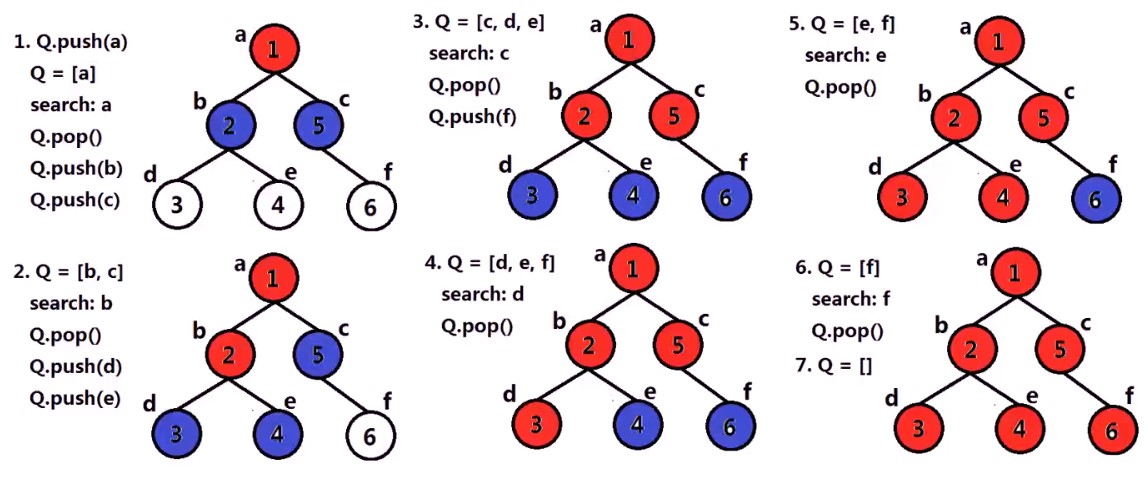 1. Q.push(a)
Q = [a]
search: a
Q.pop()
Q.push(b)
Q.push(c)
a
1
b
2
c
5
d
3
e
4
f
6
2. Q = [b, c]
search: b
Q.pop()
Q.push(d)
Q.push(e)
a
1
b
2
c
5
d
3
e
4
f
6
3. Q = [c, d, e]
search: c
Q.pop()
Q.push(f)
a
1
b
2
c
5
d
3
e
4
f
6
4. Q = [d, e, f]
search: d
Q.pop()
a
1
b
2
c
5
d
3
e
4
f
6
5. Q = [e, f]
search: e
Q.pop()
a
1
b
2
c
5
d
3
e
4
f
6
6. Q = [f]
search: f
Q.pop()
7. Q = []
a
1
b
2
c
5
d
3
e
4
f
6